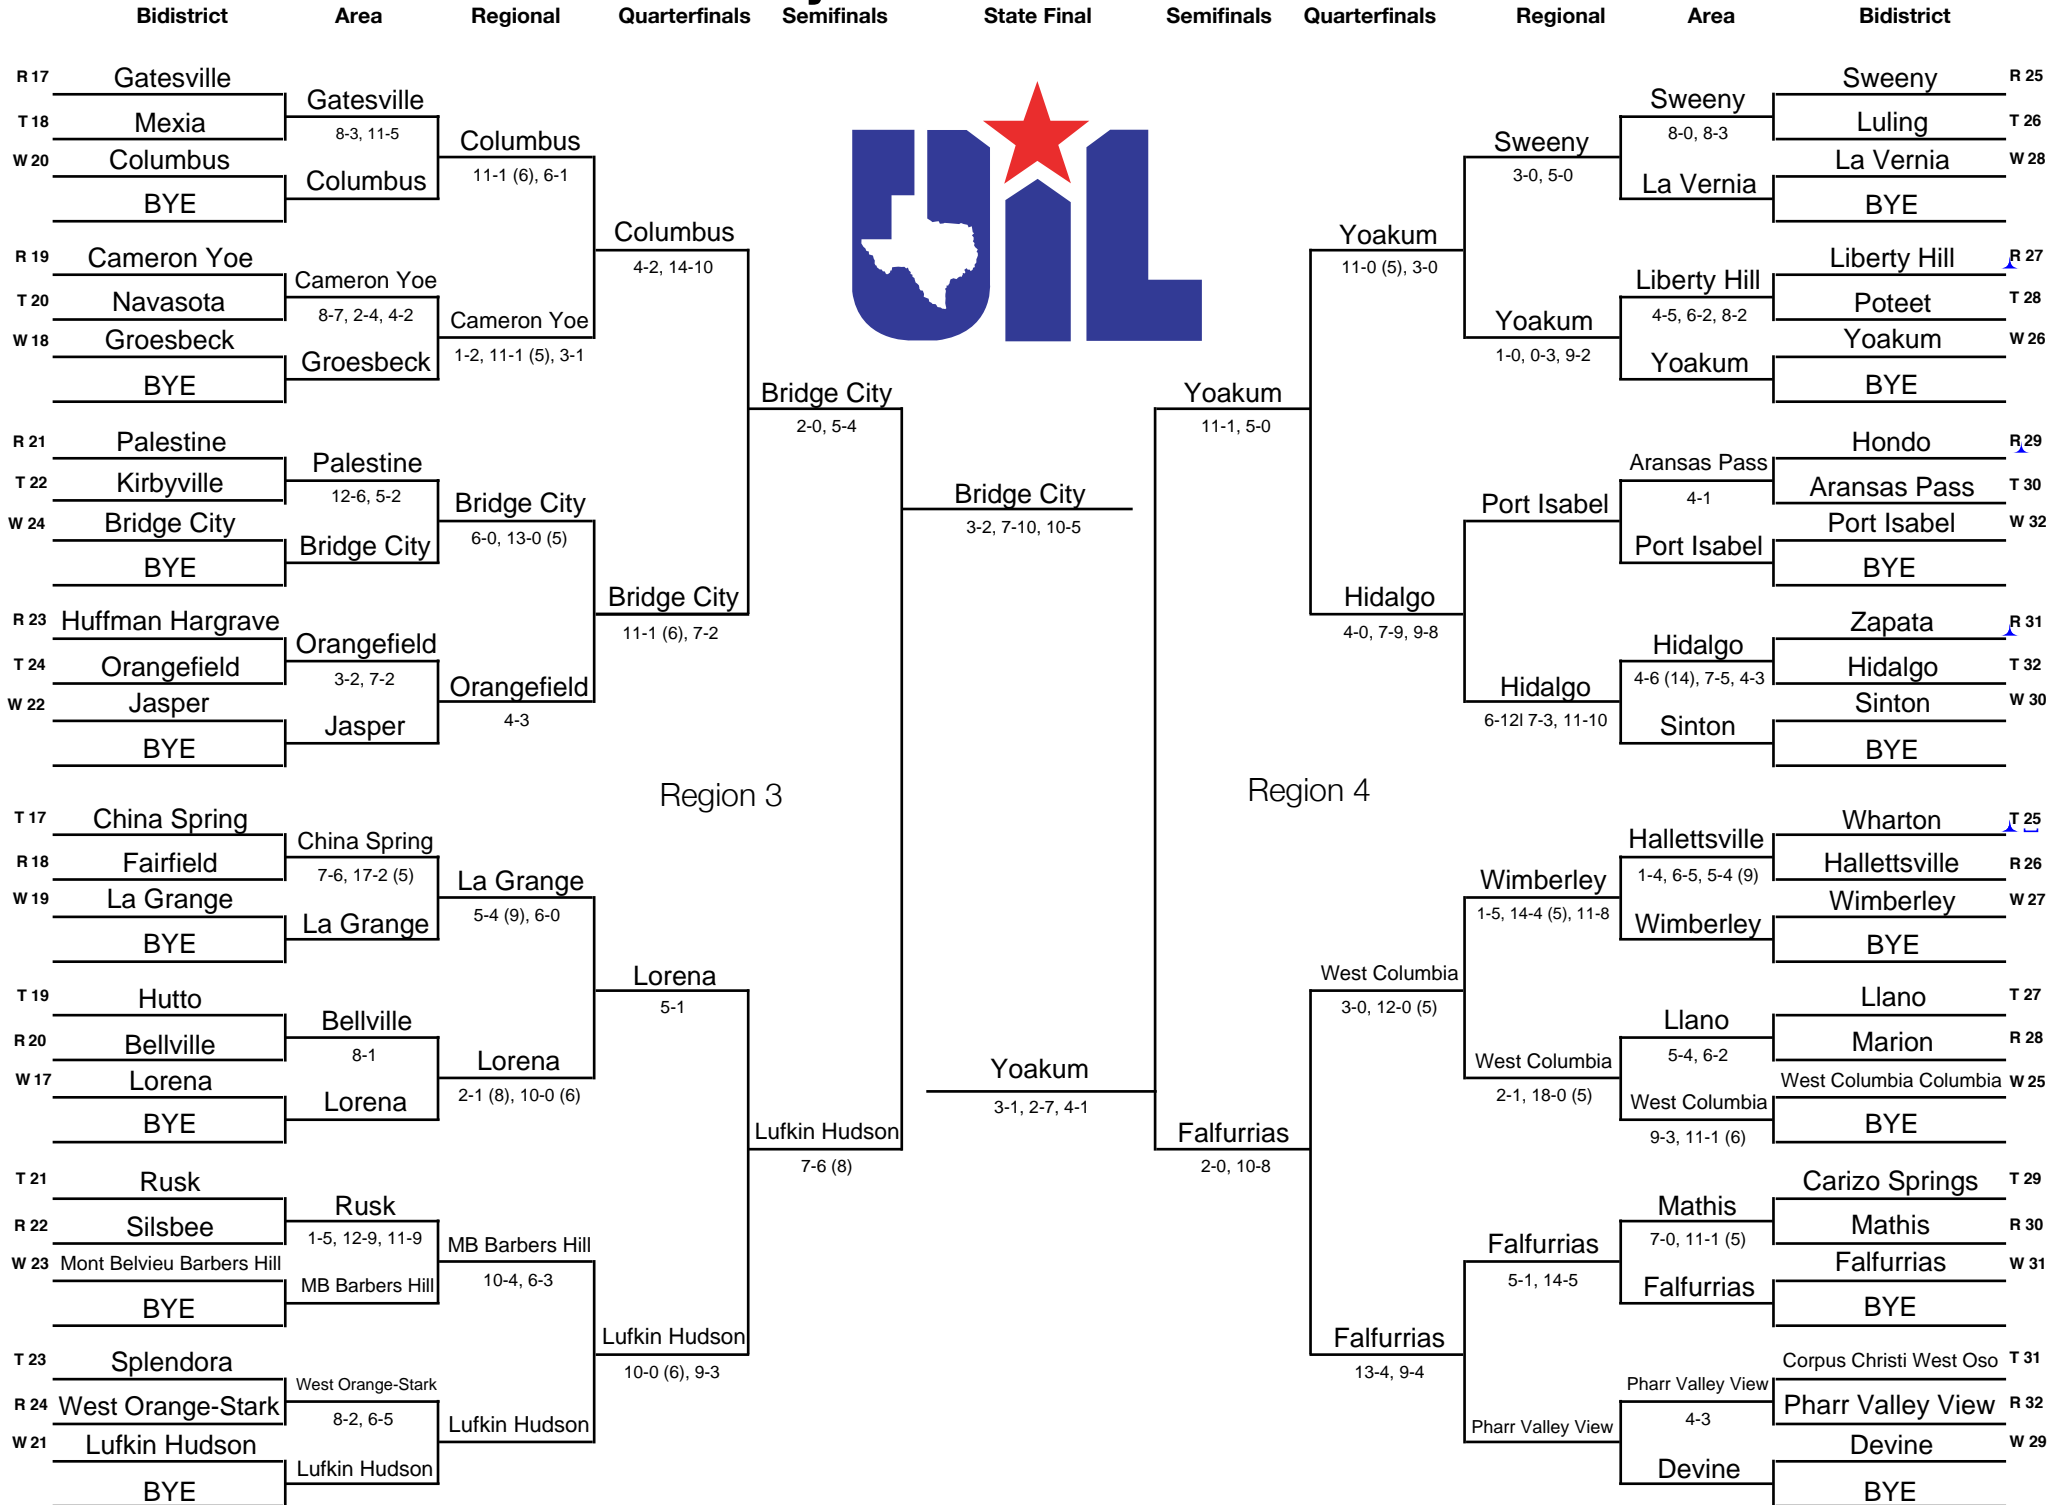 Bidistrict Area Regional Quarterfinals Semifinals State Final Semifinals Quarterfinals Regional Area Bidistrict
R 17 Gatesville
T 18 Mexia
W 20 Columbus
BYE
R 19 Cameron Yoe
T 20 Navasota
W 18 Groesbeck
BYE
R 21 Palestine
T 22 Kirbyville
W 24 Bridge City
BYE
R 23 Huffman Hargrave
T 24 Orangefield
W 22 Jasper
BYE
T 17 China Spring
R 18 Fairfield
W 19 La Grange
BYE
T 19 Hutto
R 20 Bellville
W 17 Lorena
BYE
T 21 Rusk
R 22 Silsbee
W 23 Mont Belvieu Barbers Hill
BYE
T 23 Splendora
R 24 West Orange-Stark
W 21 Lufkin Hudson
BYE
Gatesville
8-3, 11-5
Columbus
Cameron Yoe
8-7, 2-4, 4-2
Groesbeck
Palestine
12-6, 5-2
Bridge City
Orangefield
3-2, 7-2
Jasper
China Spring
7-6, 17-2 (5)
La Grange
Bellville
8-1
Lorena
Rusk
1-5, 12-9, 11-9
MB Barbers Hill
West Orange-Stark
8-2, 6-5
Lufkin Hudson
Columbus
11-1 (6), 6-1
Cameron Yoe
1-2, 11-1 (5), 3-1
Bridge City
6-0, 13-0 (5)
Orangefield
4-3
La Grange
5-4 (9), 6-0
Lorena
2-1 (8), 10-0 (6)
MB Barbers Hill
10-4, 6-3
Lufkin Hudson
Columbus
4-2, 14-10
Bridge City
11-1 (6), 7-2
Region 3
Lorena
5-1
Lufkin Hudson
10-0 (6), 9-3
Bridge City
2-0, 5-4
Lufkin Hudson
7-6 (8)
UIL
Bridge City
3-2, 7-10, 10-5
Yoakum
3-1, 2-7, 4-1
Yoakum
11-1, 5-0
Falfurrias
2-0, 10-8
Yoakum
11-0 (5), 3-0
Hidalgo
4-0, 7-9, 9-8
Region 4
West Columbia
3-0, 12-0 (5)
Falfurrias
13-4, 9-4
Sweeny
3-0, 5-0
Yoakum
1-0, 0-3, 9-2
Port Isabel
Hidalgo
6-12l 7-3, 11-10
Wimberley
1-5, 14-4 (5), 11-8
West Columbia
2-1, 18-0 (5)
Falfurrias
5-1, 14-5
Pharr Valley View
Sweeny
8-0, 8-3
La Vernia
Liberty Hill
4-5, 6-2, 8-2
Yoakum
Aransas Pass
4-1
Port Isabel
Hidalgo
4-6 (14), 7-5, 4-3
Sinton
Hallettsville
1-4, 6-5, 5-4 (9)
Wimberley
Llano
5-4, 6-2
West Columbia
9-3, 11-1 (6)
Mathis
7-0, 11-1 (5)
Falfurrias
Pharr Valley View
4-3
Devine
Sweeny R 25
Luling T 26
La Vernia W 28
BYE
Liberty Hill R 27
Poteet T 28
Yoakum W 26
BYE
Hondo R 29
Aransas Pass T 30
Port Isabel W 32
BYE
Zapata R 31
Hidalgo T 32
Sinton W 30
BYE
Wharton T 25
Hallettsville R 26
Wimberley W 27
BYE
Llano T 27
Marion R 28
West Columbia Columbia W 25
BYE
Carizo Springs T 29
Mathis R 30
Falfurrias W 31
BYE
Corpus Christi West Oso T 31
Pharr Valley View R 32
Devine W 29
BYE